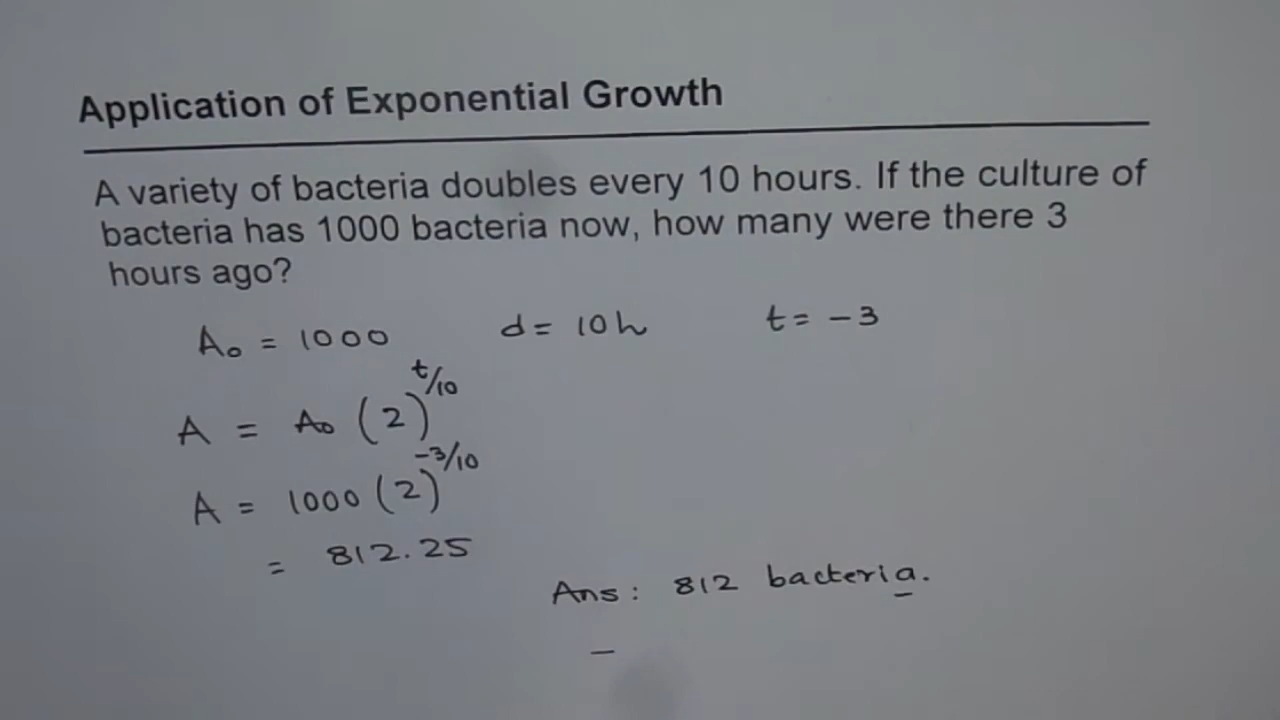 Application of Exponential Growth
A variety of bacteria doubles every 10 hours. If the culture of
bacteria has 1000 bacteria now, how many were there 3
hours ago?
A₀ = 1000 d = 10h t = -3
A = A₀ (2)^t/10
A = 1000 (2)^-3/10
= 812.25
Ans: 812 bacteria.